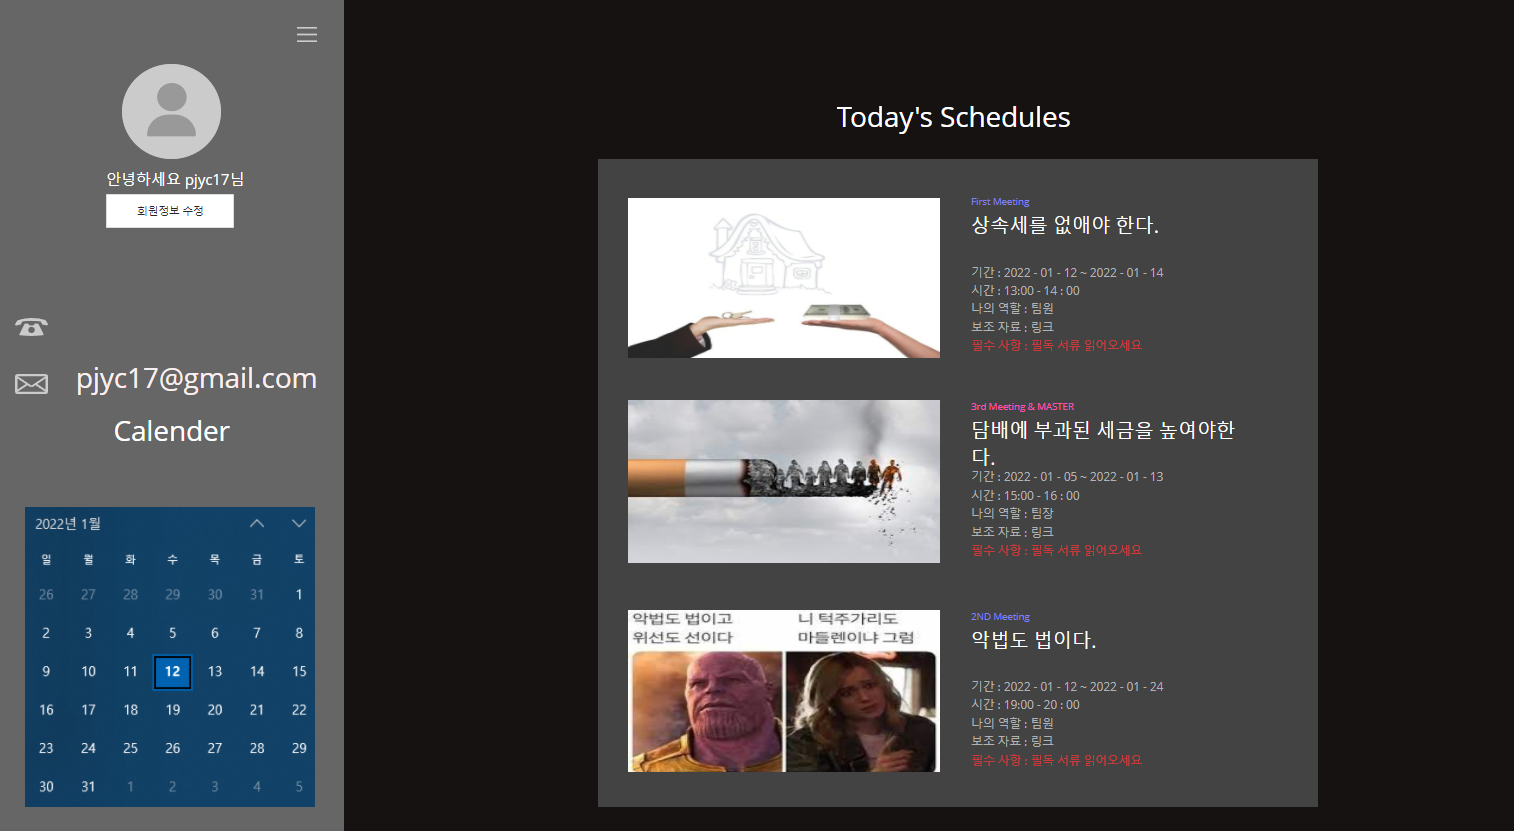 안녕하세요 pjyc17님
회원정보 수정
pjyc17@gmail.com
Calender
2022년 1월
일 월 화 수 목 금 토
26 27 28 29 30 31 1
2 3 4 5 6 7 8
9 10 11 12 13 14 15
16 17 18 19 20 21 22
23 24 25 26 27 28 29
30 31 1 2 3 4 5
Today's Schedules
First Meeting
상속세를 없애야 한다.
기간 : 2022 - 01 - 12 ~ 2022 - 01 - 14
시간 : 13:00 - 14 : 00
나의 역할 : 팀원
보조 자료 : 링크
필수 사항 : 필독 서류 읽어오세요
3rd Meeting & MASTER
담배에 부과된 세금을 높여야한
다.
기간 : 2022 - 01 - 05 ~ 2022 - 01 - 13
시간 : 15:00 - 16 : 00
나의 역할 : 팀장
보조 자료 : 링크
필수 사항 : 필독 서류 읽어오세요
악법도 법이고
위선도 선이다
니 턱주가리도
마들렌이냐 그럼
2ND Meeting
악법도 법이다.
기간 : 2022 - 01 - 12 ~ 2022 - 01 - 24
시간 : 19:00 - 20 : 00
나의 역할 : 팀원
보조 자료 : 링크
필수 사항 : 필독 서류 읽어오세요